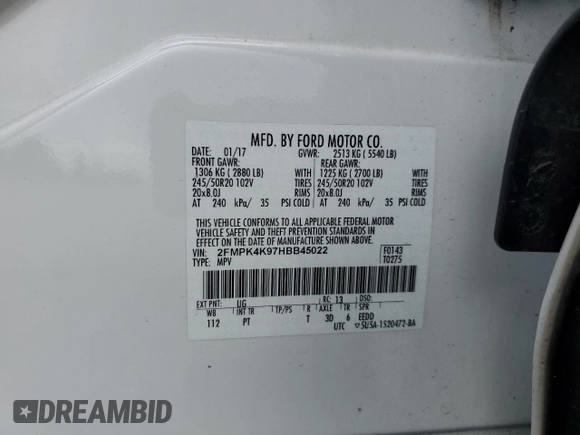 MFD. BY FORD MOTOR CO.
DATE: 01/17 GVWR: 2513 KG ( 5540 LB)
FRONT GAWR: REAR GAWR:
1306 KG ( 2880 LB) WITH 1225 KG ( 2700 LB) WITH
245/50R20 102V TIRES 245/50R20 102V TIRES
20x8.0J RIMS 20x8.0J RIMS
AT 240 kPa/ 35 PSI COLD AT 240 kPa/ 35 PSI COLD
THIS VEHICLE CONFORMS TO ALL APPLICABLE FEDERAL MOTOR
VEHICLE SAFETY AND THEFT PREVENTION STANDARDS IN
EFFECT ON THE DATE OF MANUFACTURE SHOWN ABOVE.
VIN: 2FMPK4K97HBB45022 F0143
TYPE: MPV T0275
EXT PNT: UG RC: 13 DSO:
WB INT TR TP/PS R AXLE TR SPR
112 PT T 3D 6 EEDD
UTC 5U5A-1520472-BA
DREAMBID